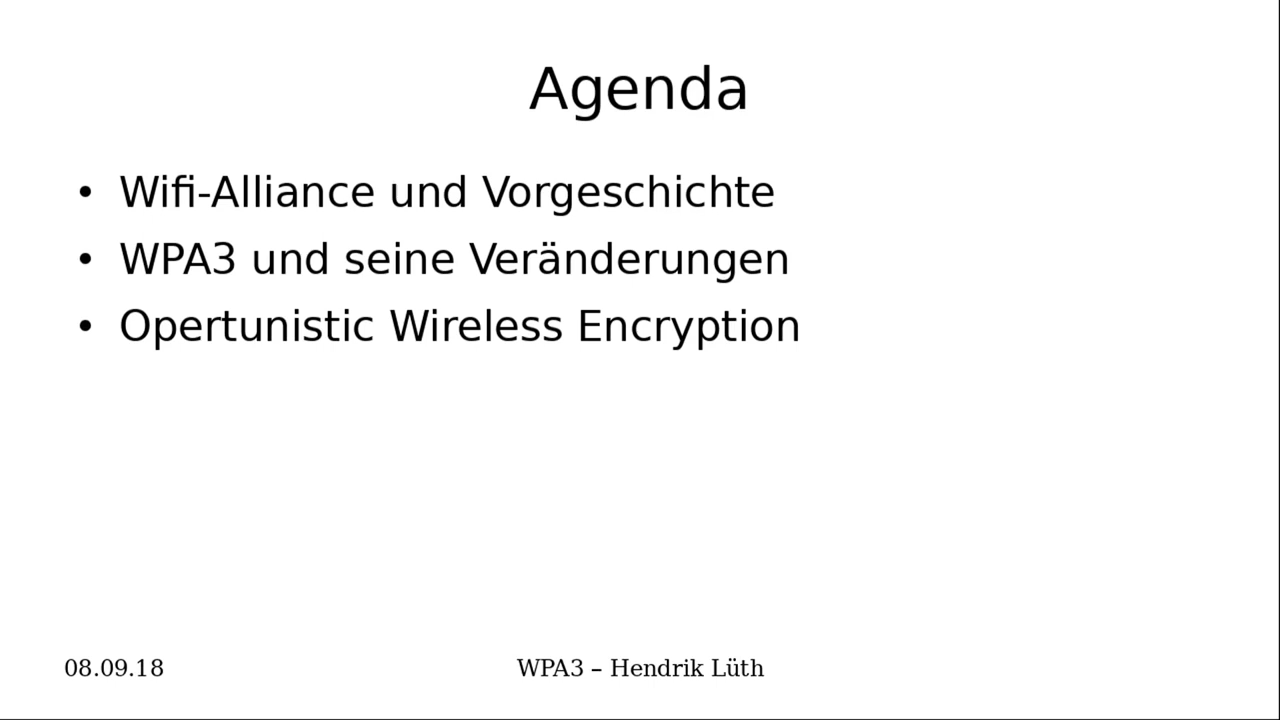 Agenda
• Wifi-Alliance und Vorgeschichte
• WPA3 und seine Veränderungen
• Opertunistic Wireless Encryption
08.09.18
WPA3 – Hendrik Lüth